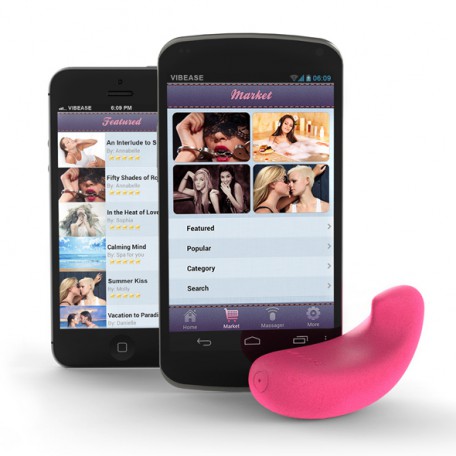 VIBEASE
6:09 PM
Featured
An Interlude to S
by: Annabelle
Fifty Shades of Ro
by: Annabelle
In the Heat of Love
by: Sophia
Calming Mind
by: Spa for you
Summer Kiss
by: Molly
Vacation to Paradi
by: Danielle
VIBEASE
06:09
Market
Featured
Popular
Category
Search
Home
Market
Massager
More